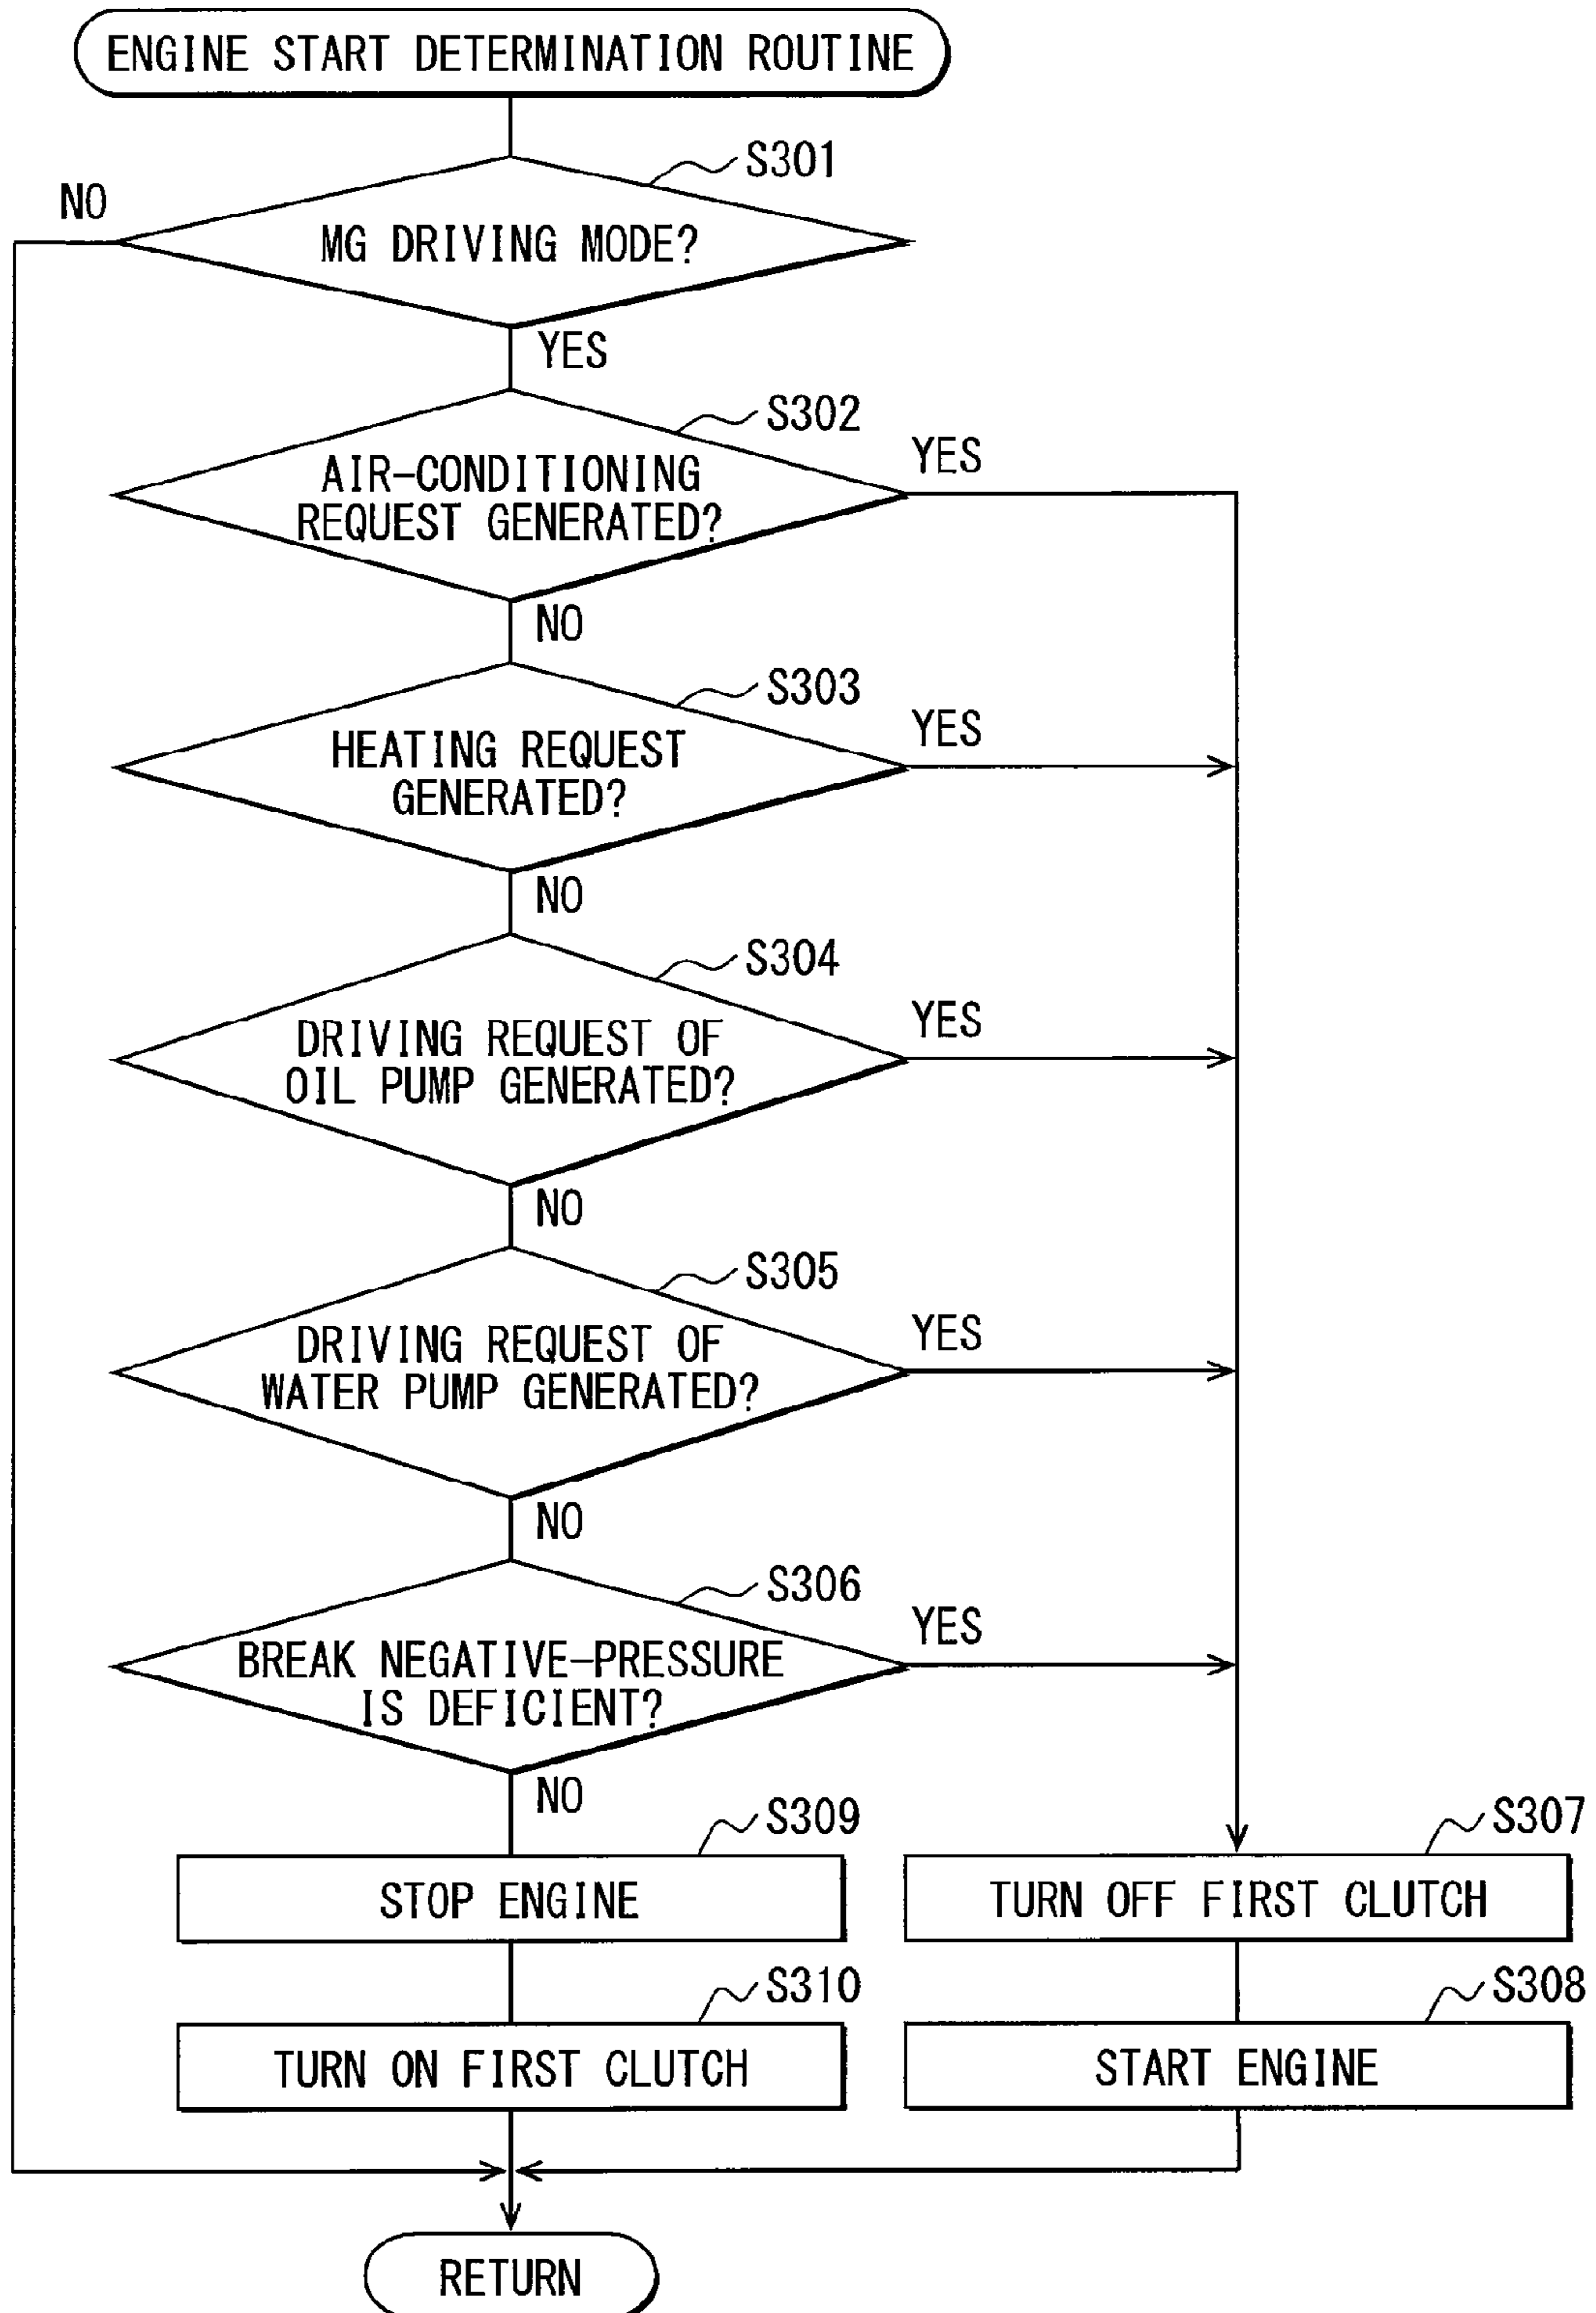 ENGINE START DETERMINATION ROUTINE
S301
NO
MG DRIVING MODE?
YES
S302
YES
AIR-CONDITIONING
REQUEST GENERATED?
NO
S303
YES
HEATING REQUEST
GENERATED?
NO
S304
YES
DRIVING REQUEST OF
OIL PUMP GENERATED?
NO
S305
YES
DRIVING REQUEST OF
WATER PUMP GENERATED?
NO
S306
YES
BREAK NEGATIVE-PRESSURE
IS DEFICIENT?
NO
S309
STOP ENGINE
S307
TURN OFF FIRST CLUTCH
S310
TURN ON FIRST CLUTCH
S308
START ENGINE
RETURN